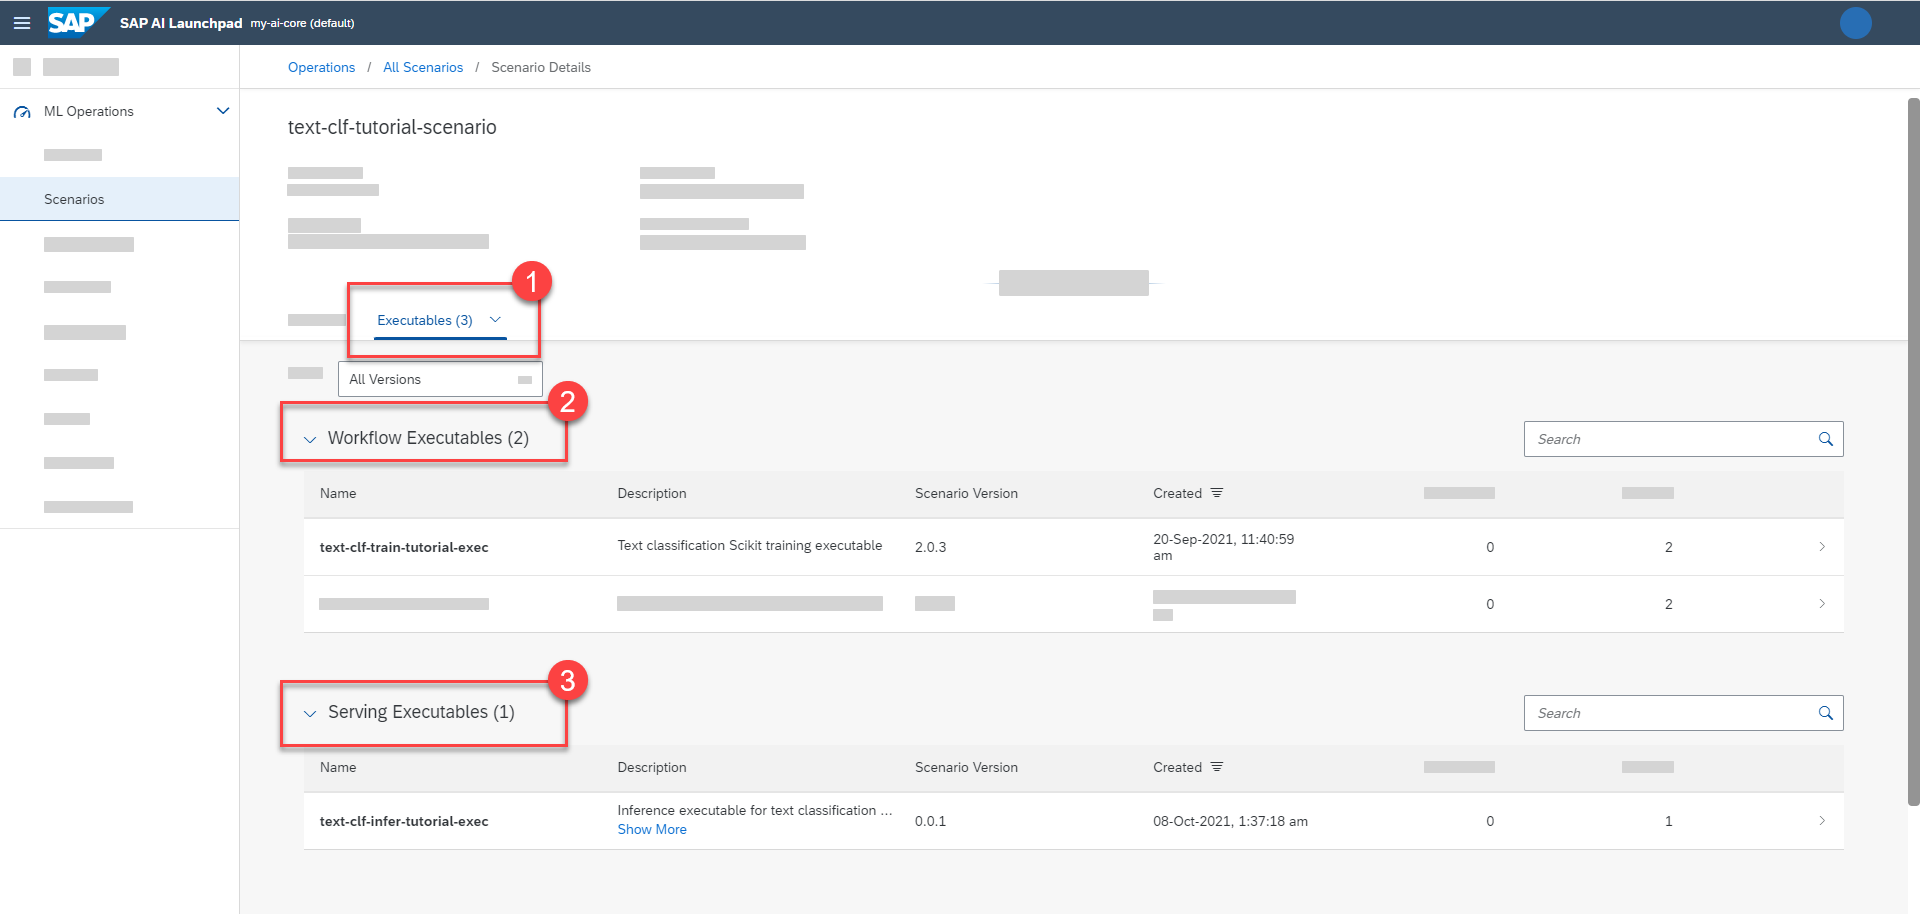 SAP SAP AI Launchpad my-ai-core (default)
Operations / All Scenarios / Scenario Details
ML Operations
Scenarios
text-clf-tutorial-scenario
1
Executables (3)
All Versions
2
Workflow Executables (2)
Search
Name Description Scenario Version Created
text-clf-train-tutorial-exec Text classification Scikit training executable 2.0.3 20-Sep-2021, 11:40:59 0 2
am
0 2
3
Serving Executables (1)
Search
Name Description Scenario Version Created
text-clf-infer-tutorial-exec Inference executable for text classification ... 0.0.1 08-Oct-2021, 1:37:18 am 0 1
Show More